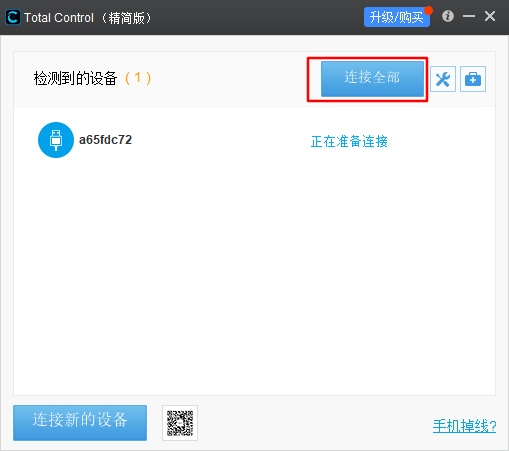 Total Control （精简版） 升级/购买
检测到的设备（1） 连接全部
a65fdc72 正在准备连接
连接新的设备
手机掉线?